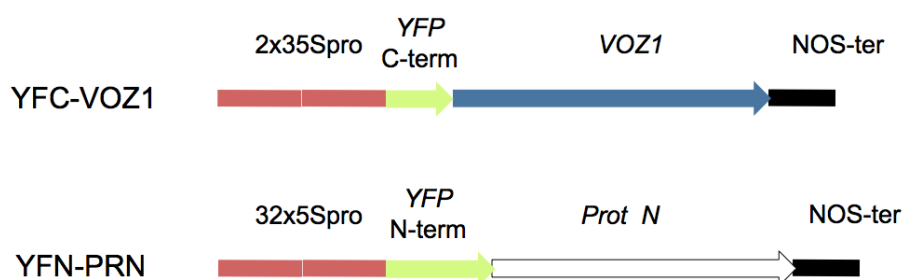 2x35Spro YFP C-term VOZ1 NOS-ter
YFC-VOZ1
32x5Spro YFP N-term Prot N NOS-ter
YFN-PRN